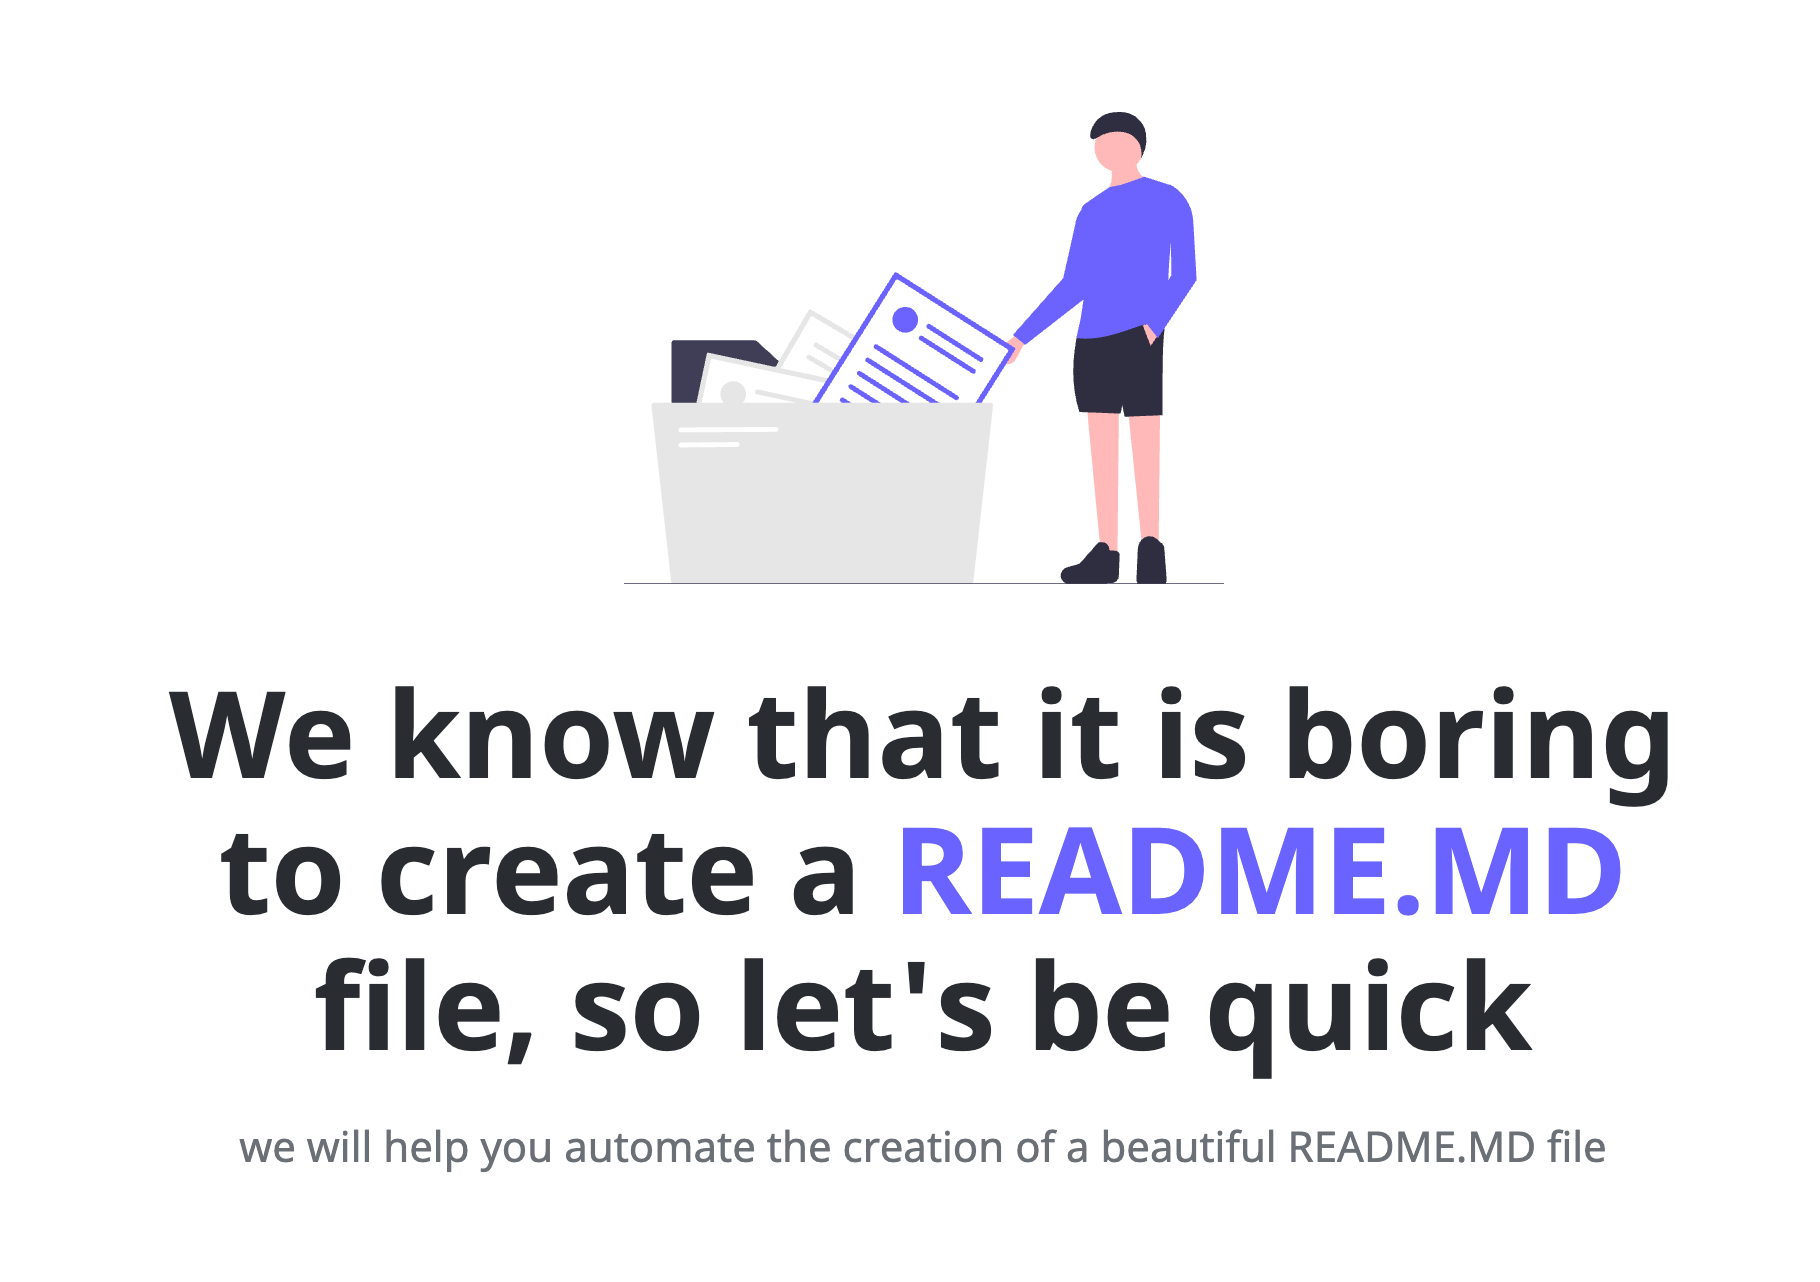 We know that it is boring
to create a README.MD
file, so let's be quick
we will help you automate the creation of a beautiful README.MD file